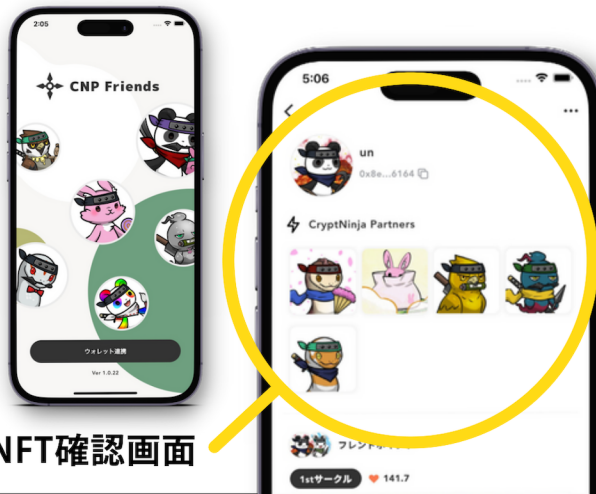 2:05
CNP Friends
ウォレット連携
Ver 1.0.22
5:06
un
0x8e...6164
CryptNinja Partners
1stサークル 141.7
NFT確認画面